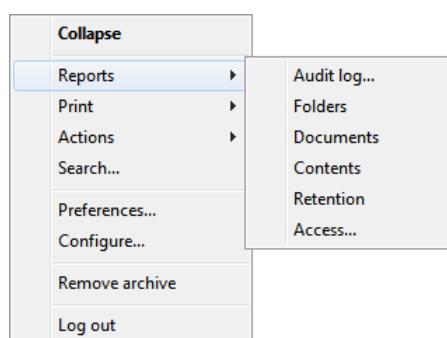 Collapse
Reports
Print
Actions
Search...
Preferences...
Configure...
Remove archive
Log out
Audit log...
Folders
Documents
Contents
Retention
Access...